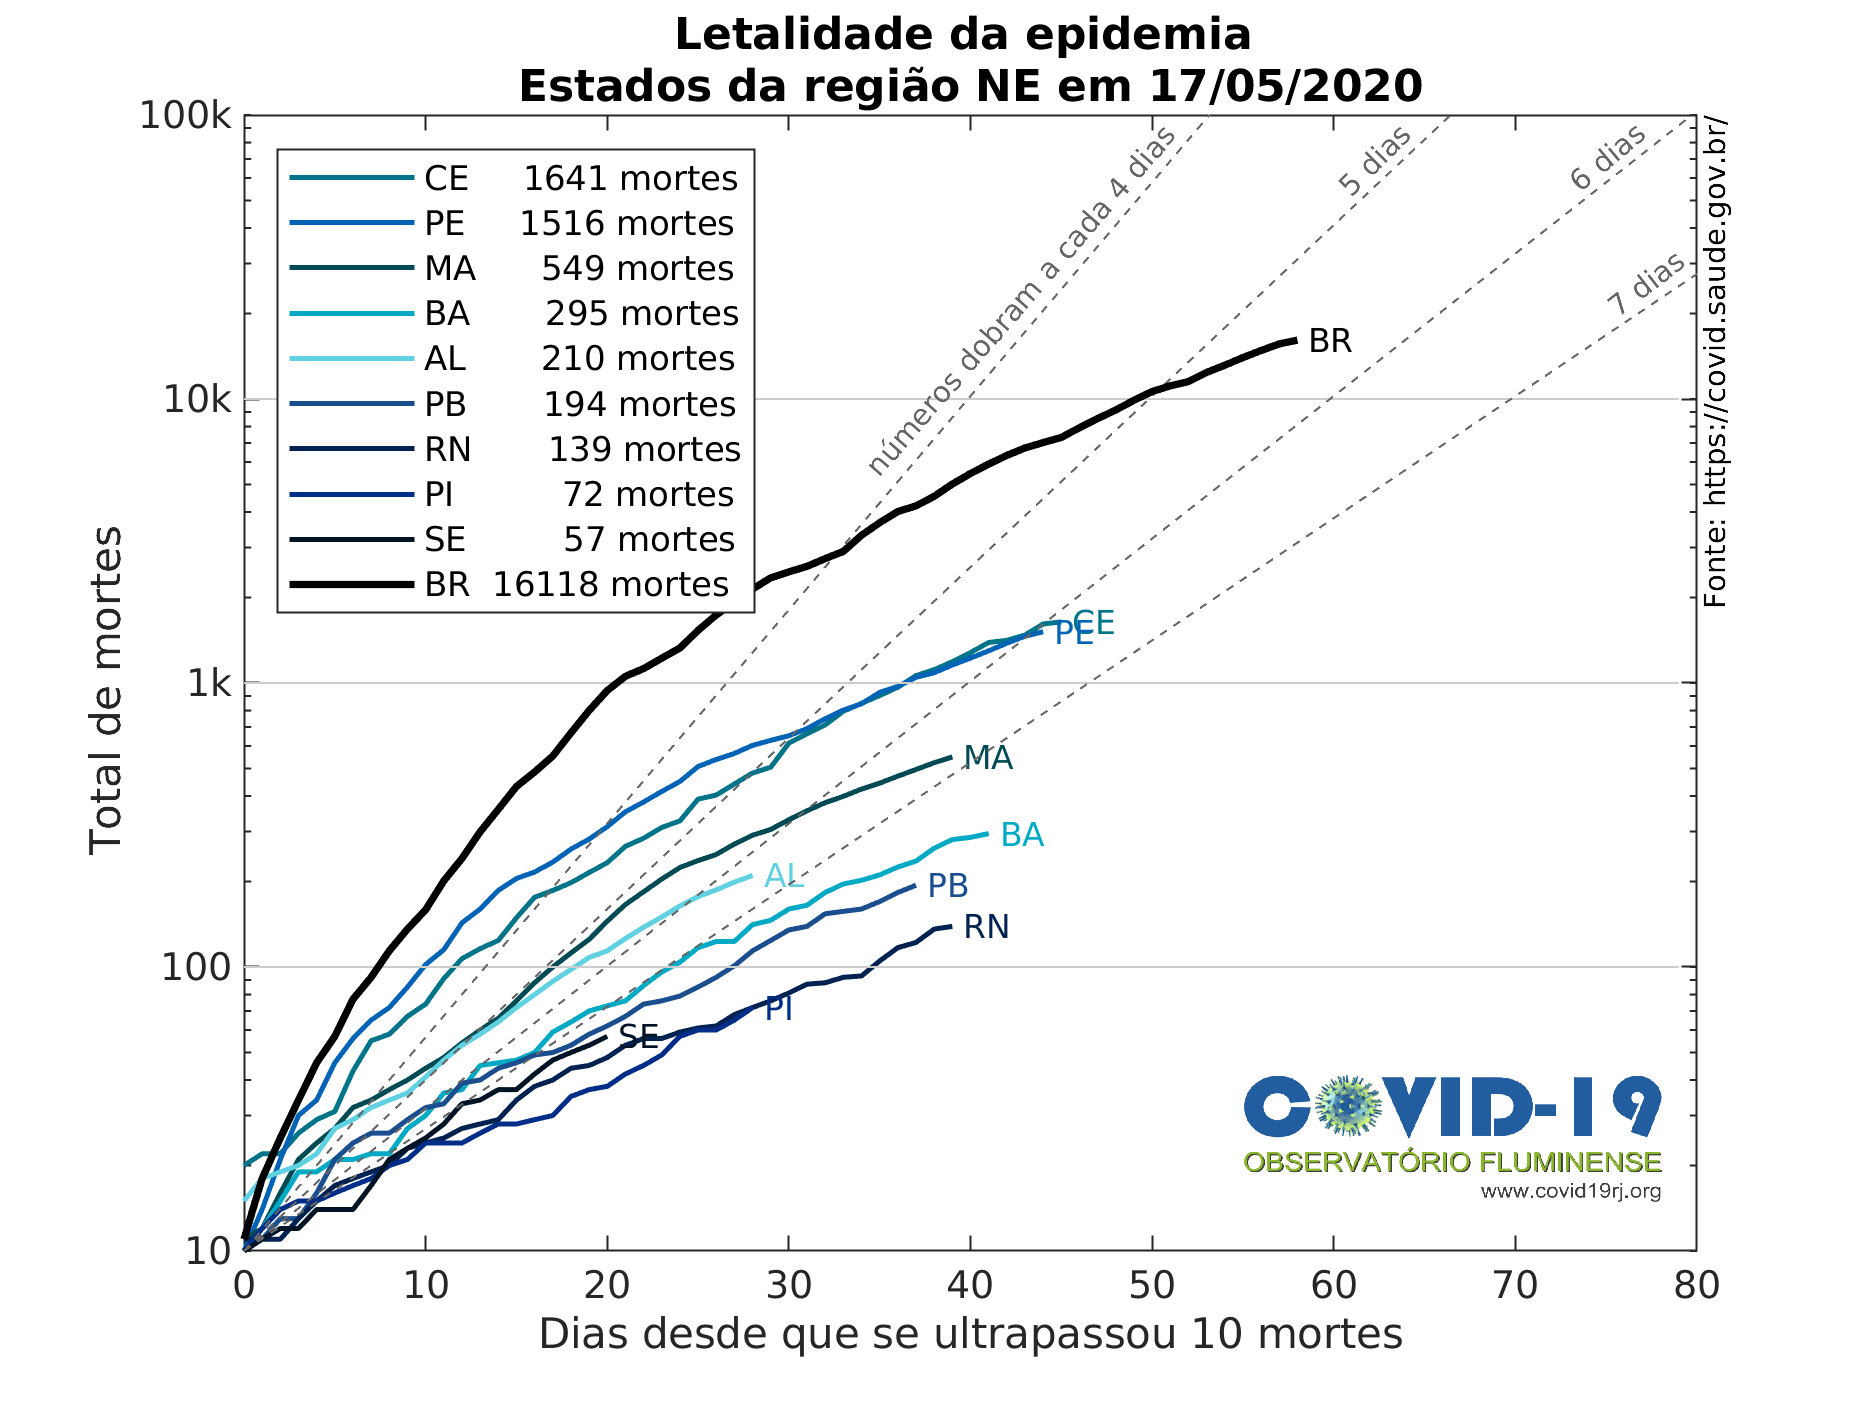 Letalidade da epidemia
Estados da região NE em 17/05/2020
100k
10k
1k
100
10
Total de mortes
CE 1641 mortes
PE 1516 mortes
MA 549 mortes
BA 295 mortes
AL 210 mortes
PB 194 mortes
RN 139 mortes
PI 72 mortes
SE 57 mortes
BR 16118 mortes
números dobram a cada 4 dias
5 dias
6 dias
7 dias
BR
CE
PE
MA
BA
AL
PB
RN
PI
SE
Fonte: https://covid.saude.gov.br/
COVID-19
OBSERVATÓRIO FLUMINENSE
www.covid19rj.org
0 10 20 30 40 50 60 70 80
Dias desde que se ultrapassou 10 mortes